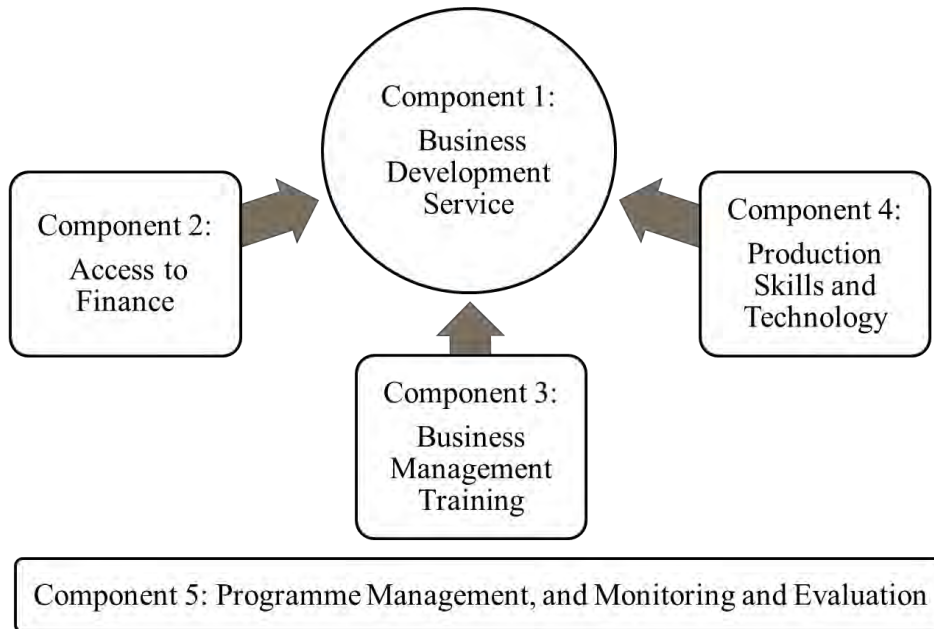 Component 1:
Business
Development
Service
Component 2:
Access to
Finance
Component 4:
Production
Skills and
Technology
Component 3:
Business
Management
Training
Component 5: Programme Management, and Monitoring and Evaluation